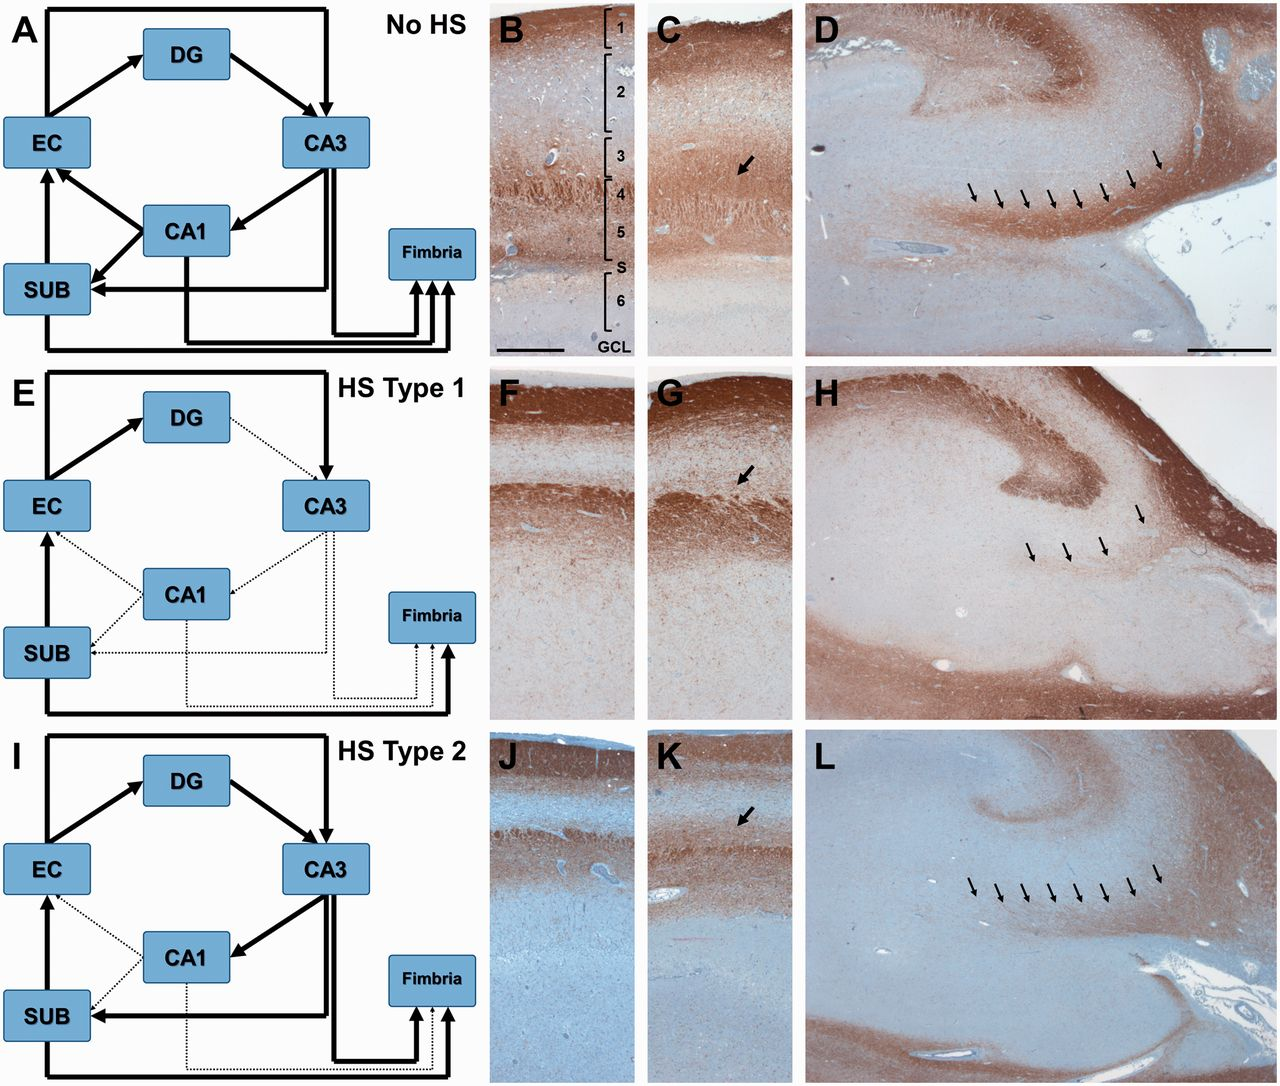 A
No HS
DG
EC
CA3
CA1
Fimbria
SUB
B
1
2
3
4
5
S
6
GCL
C
D
E
HS Type 1
DG
EC
CA3
CA1
Fimbria
SUB
F
G
H
I
HS Type 2
DG
EC
CA3
CA1
Fimbria
SUB
J
K
L